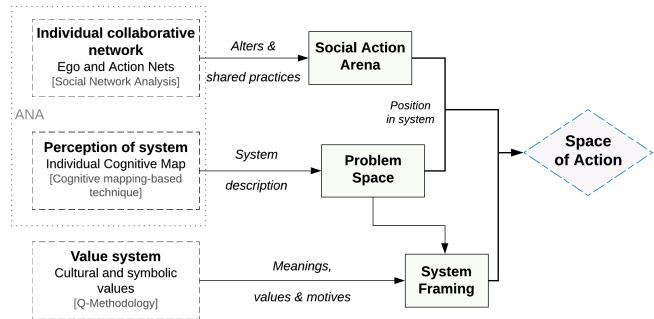 Individual collaborative
network
Ego and Action Nets
[Social Network Analysis]
Alters &
shared practices
Social Action
Arena
ANA
Position
in system
Perception of system
Individual Cognitive Map
[Cognitive mapping-based
technique]
System
description
Problem
Space
Space
of Action
Value system
Cultural and symbolic
values
[Q-Methodology]
Meanings,
values & motives
System
Framing